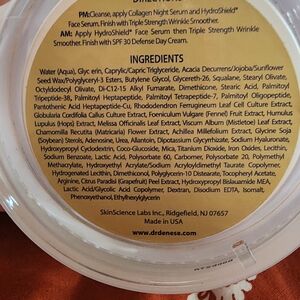 PM:Cleanse, apply Collagen Night Serum and HydroShield®
Face Serum, Finish with Triple Strength Wrinkle Smoother.
AM: Apply HydroShield® Face Serum then Triple Strength Wrinkle
Smoother. Finish with SPF 30 Defense Day Cream.
INGREDIENTS
Water (Aqua), Glycerin, Caprylic/Capric Triglyceride, Acacia Decurrens/Jojoba/Sunflower
Seed Wax/Polyglyceryl-3 Esters, Butylene Glycol, Glycereth-26, Squalane, Stearyl Olivate,
Octyldodecyl Olivate, Di-C12-15 Alkyl Fumarate, Dimethicone, Stearic Acid, Palmitoyl
Tripeptide-38, Palmitoyl Heptapeptide, Palmitoyl Tripeptide, Palmitoyl Oligopeptide,
Pantothenic Acid Heptapeptide-Cu, Rhododendron Ferrugineum Leaf Cell Culture Extract,
Globularia Cordifolia Callus Culture Extract, Foeniculum Vulgare (Fennel) Fruit Extract, Humulus
Lupulus (Hops) Extract, Melissa Officinalis Leaf Extract, Viscum Album (Mistletoe) Leaf Extract,
Chamomilla Recutita (Matricaria) Flower Extract, Achillea Millefolium Extract, Glycine Soja
(Soybean) Sterols, Adenosine, Urea, Allantoin, Dipotassium Glycyrrhizate, Sodium Hyaluronate,
Hydroxypropyl Cyclodextrin, Coco-Glucoside, Mica, Titanium Dioxide, Iron Oxides, Lecithin,
Sodium Benzoate, Lactic Acid, Polysorbate 60, Carbomer, Polysorbate 20, Polymethyl
Methacrylate, Hydroxyethyl Acrylate/Sodium Acryloyldimethyl Taurate Copolymer,
Hydrogenated Lecithin, Dimethiconol, Polyglyceryl-10 Distearate, Tocopheryl Acetate,
Arginine, Citrus Paradisi (Grapefruit) Peel Extract, Hydroxypropyl Bislauramide MEA,
Lactic Acid/Glycolic Acid Copolymer, Dextran, Disodium EDTA, Isomalt,
Phenoxyethanol, Ethylhexylglycerin
SkinScience Labs Inc., Ridgefield, NJ 07657
Made in USA
www.drdenese.com